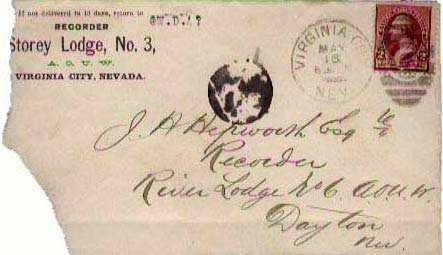 If not delivered in 10 days, return to
RECORDER
Storey Lodge, No. 3,
A. O. U. W.
VIRGINIA CITY, NEVADA.
VIRGINIA C
MAY
18
NEV
J. A. Hepworth Esq
Recorder
River Lodge No 6. A.O.U.W.
Dayton
Nev.